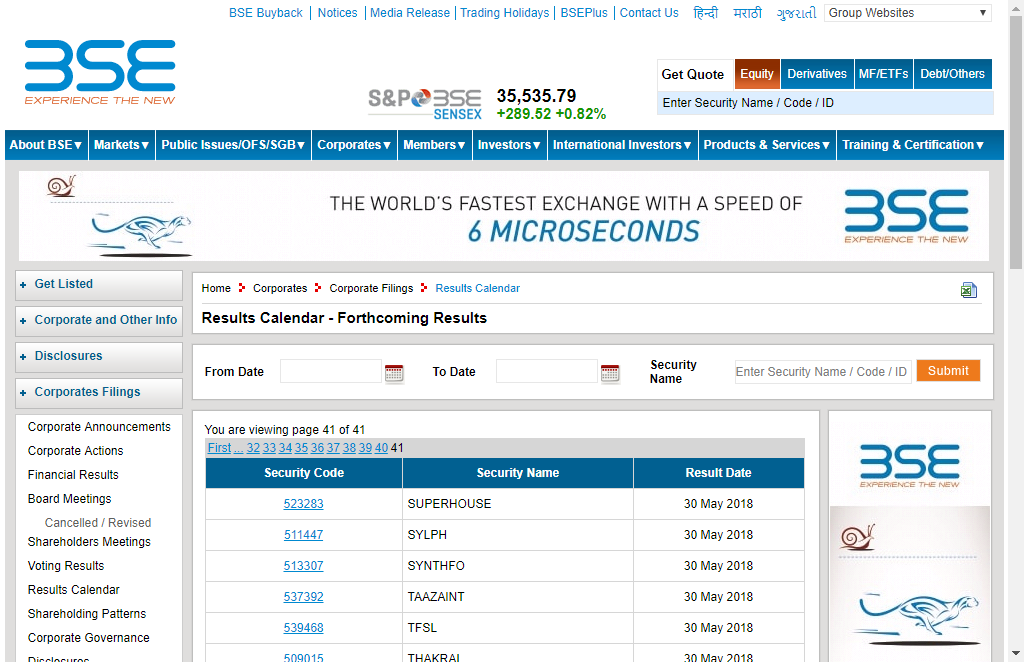 BSE Buyback | Notices | Media Release | Trading Holidays | BSEPlus | Contact Us हिन्दी मराठी ગુજરાતી Group Websites ▼
BSE
EXPERIENCE THE NEW
S&P BSE SENSEX
35,535.79
+289.52 +0.82%
Get Quote Equity Derivatives MF/ETFs Debt/Others
Enter Security Name / Code / ID
About BSE▼ Markets▼ Public Issues/OFS/SGB▼ Corporates▼ Members▼ Investors▼ International Investors▼ Products & Services▼ Training & Certification▼
THE WORLD'S FASTEST EXCHANGE WITH A SPEED OF
6 MICROSECONDS
BSE
EXPERIENCE THE NEW
+ Get Listed
+ Corporate and Other Info
+ Disclosures
+ Corporates Filings
Corporate Announcements
Corporate Actions
Financial Results
Board Meetings
Cancelled / Revised
Shareholders Meetings
Voting Results
Results Calendar
Shareholding Patterns
Corporate Governance
Disclosures
Home Corporates Corporate Filings Results Calendar
Results Calendar - Forthcoming Results
From Date To Date Security Name Enter Security Name / Code / ID Submit
You are viewing page 41 of 41
First ... 32 33 34 35 36 37 38 39 40 41
Security Code Security Name Result Date
523283 SUPERHOUSE 30 May 2018
511447 SYLPH 30 May 2018
513307 SYNTHFO 30 May 2018
537392 TAAZAINT 30 May 2018
539468 TFSL 30 May 2018
509015 THAKRAL 30 May 2018
BSE
EXPERIENCE THE NEW